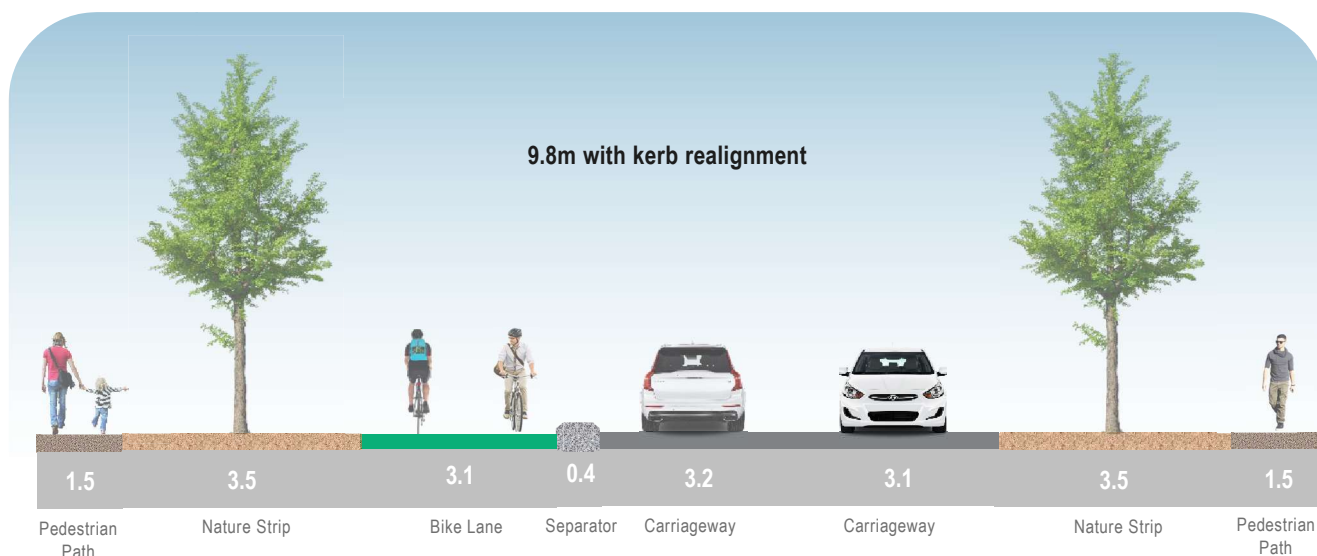 9.8m with kerb realignment
1.5 3.5 3.1 0.4 3.2 3.1 3.5 1.5
Pedestrian Path
Nature Strip
Bike Lane
Separator
Carriageway
Carriageway
Nature Strip
Pedestrian Path